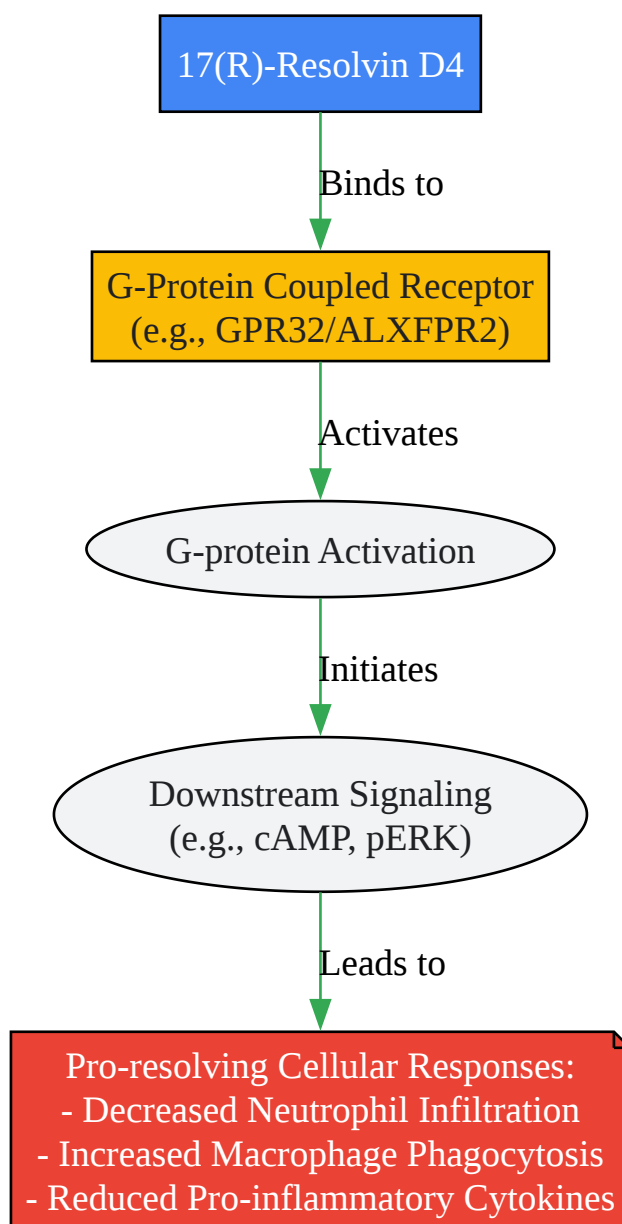 17(R)-Resolvin D4
Binds to
G-Protein Coupled Receptor
(e.g., GPR32/ALXFPR2)
Activates
G-protein Activation
Initiates
Downstream Signaling
(e.g., cAMP, pERK)
Leads to
Pro-resolving Cellular Responses:
- Decreased Neutrophil Infiltration
- Increased Macrophage Phagocytosis
- Reduced Pro-inflammatory Cytokines